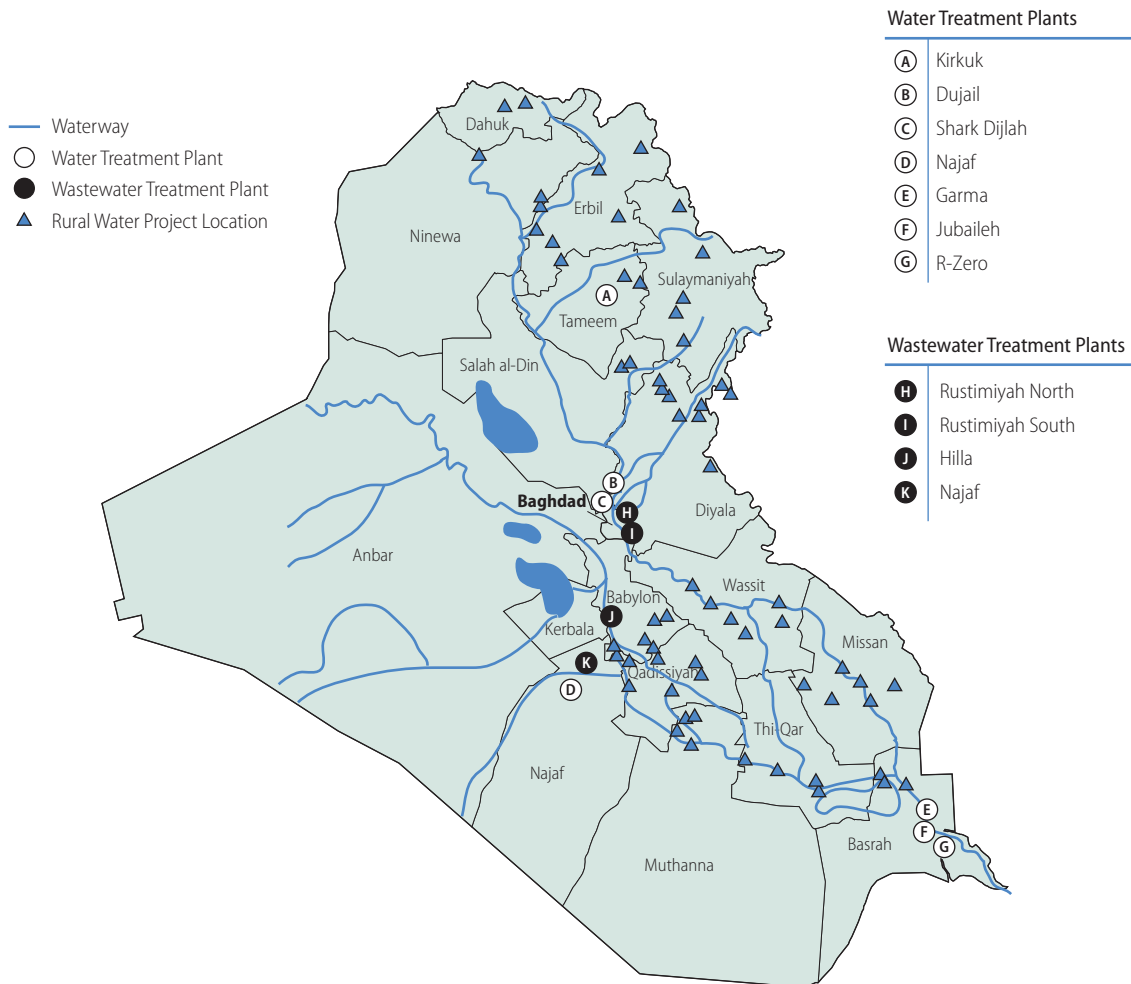 Water Treatment Plants
A Kirkuk
B Dujail
C Shark Dijlah
D Najaf
E Garma
F Jubaileh
G R-Zero
Wastewater Treatment Plants
H Rustimiyah North
I Rustimiyah South
J Hilla
K Najaf
Waterway
Water Treatment Plant
Wastewater Treatment Plant
Rural Water Project Location
Dahuk
Ninewa
Erbil
Sulaymaniyah
A
Tameem
Salah al-Din
B
Baghdad
C
H
Diyala
I
Anbar
Wassit
Babylon
J
Kerbala
Missan
K
Qadissiyah
D
Thi-Qar
Najaf
E
F
Basrah
G
Muthanna